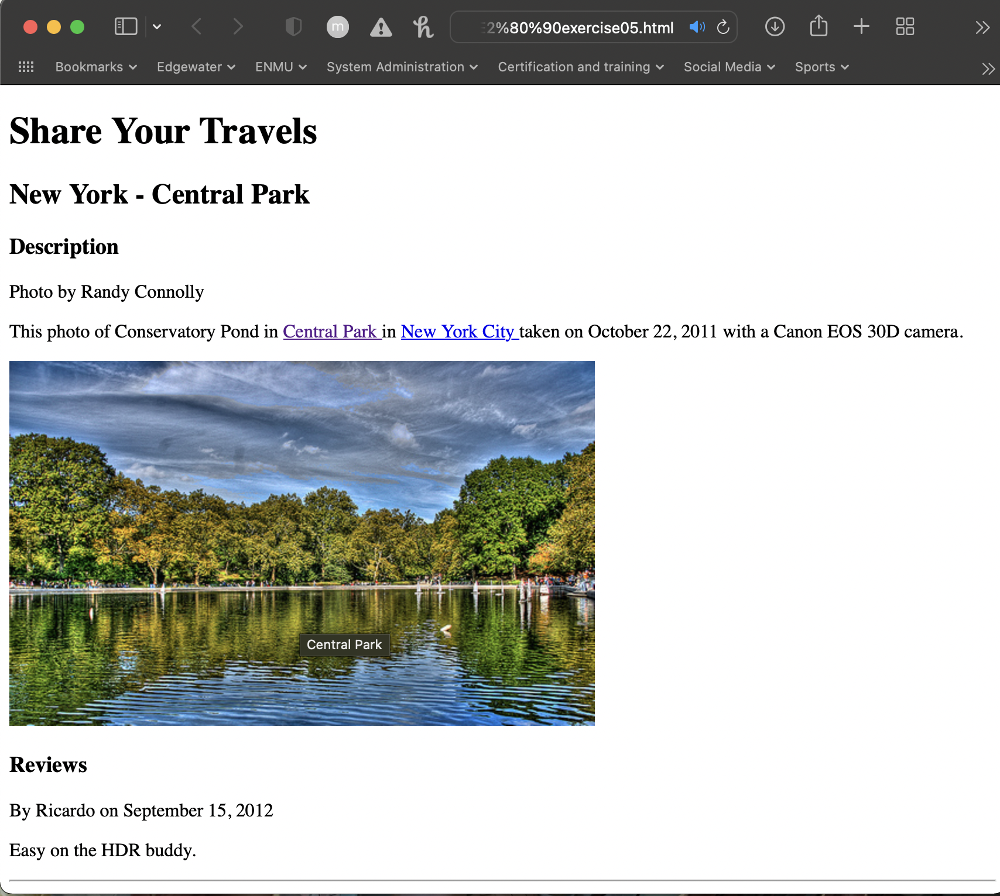 m
2%80%90exercise05.html
Bookmarks Edgewater ENMU System Administration Certification and training Social Media Sports
Share Your Travels
New York - Central Park
Description
Photo by Randy Connolly
This photo of Conservatory Pond in Central Park in New York City taken on October 22, 2011 with a Canon EOS 30D camera.
Central Park
Reviews
By Ricardo on September 15, 2012
Easy on the HDR buddy.